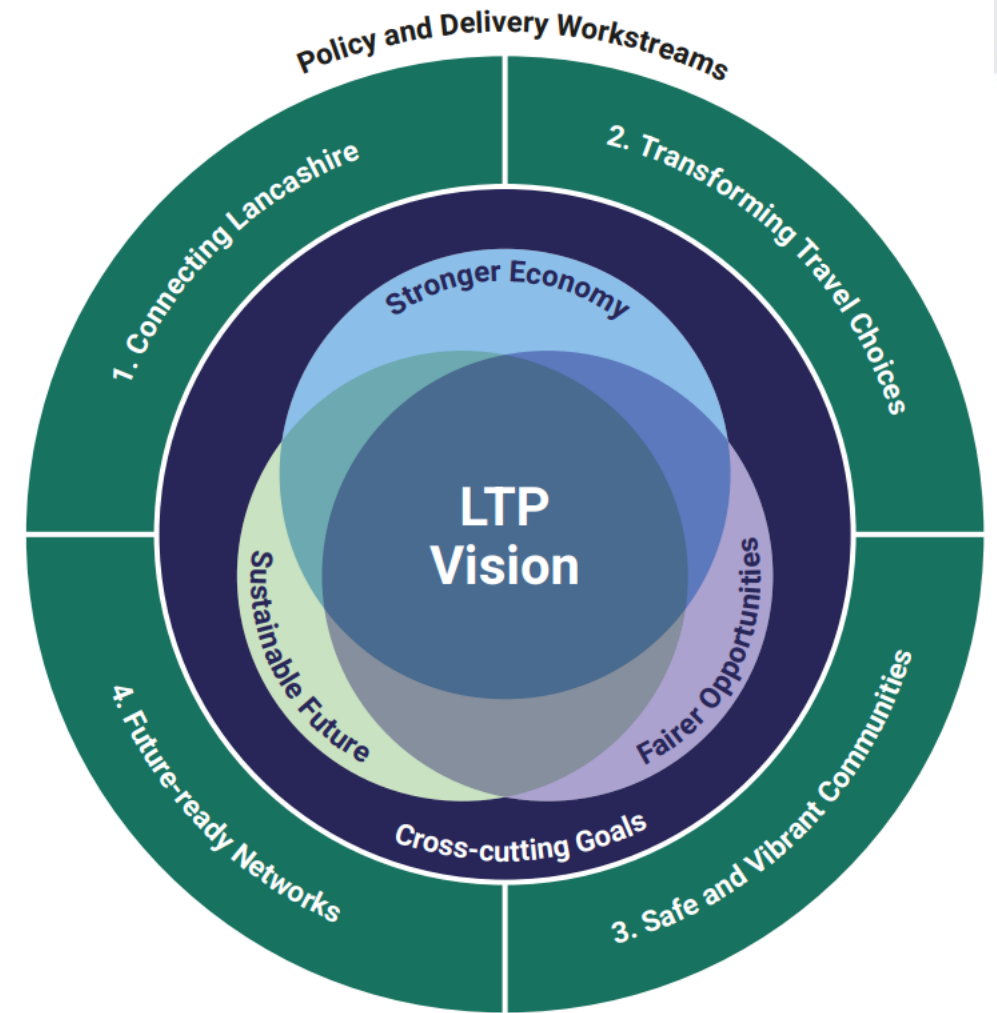 Policy and Delivery Workstreams
1. Connecting Lancashire
2. Transforming Travel Choices
Stronger Economy
LTP
Vision
Sustainable Future
Fairer Opportunities
Cross-cutting Goals
4. Future-ready Networks
3. Safe and Vibrant Communities